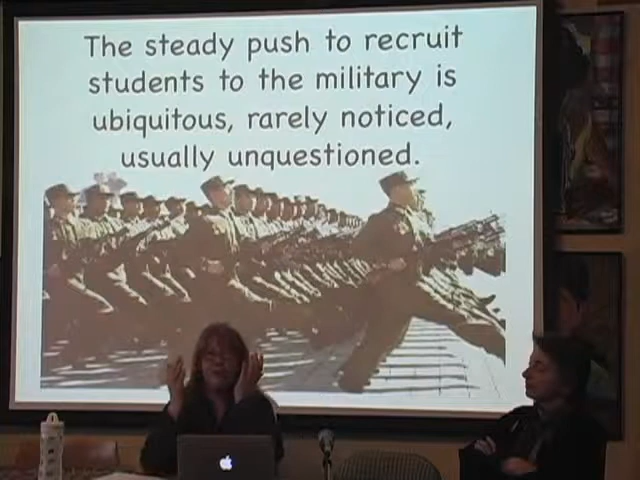 The steady push to recruit
students to the military is
ubiquitous, rarely noticed,
usually unquestioned.